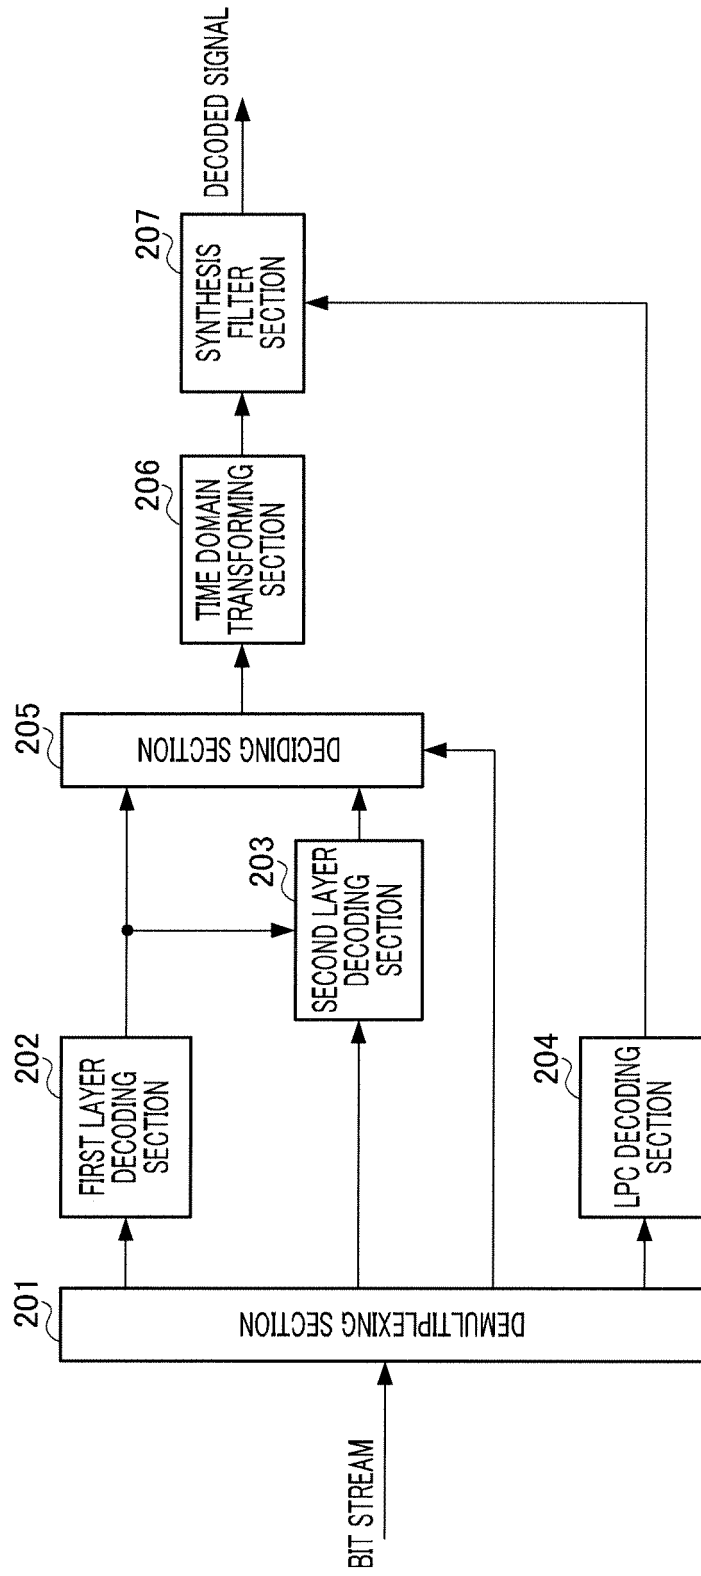 BIT STREAM
201
DEMULTIPLEXING SECTION
202
FIRST LAYER
DECODING
SECTION
203
SECOND LAYER
DECODING
SECTION
204
LPC DECODING
SECTION
205
DECIDING SECTION
206
TIME DOMAIN
TRANSFORMING
SECTION
207
SYNTHESIS
FILTER
SECTION
DECODED SIGNAL